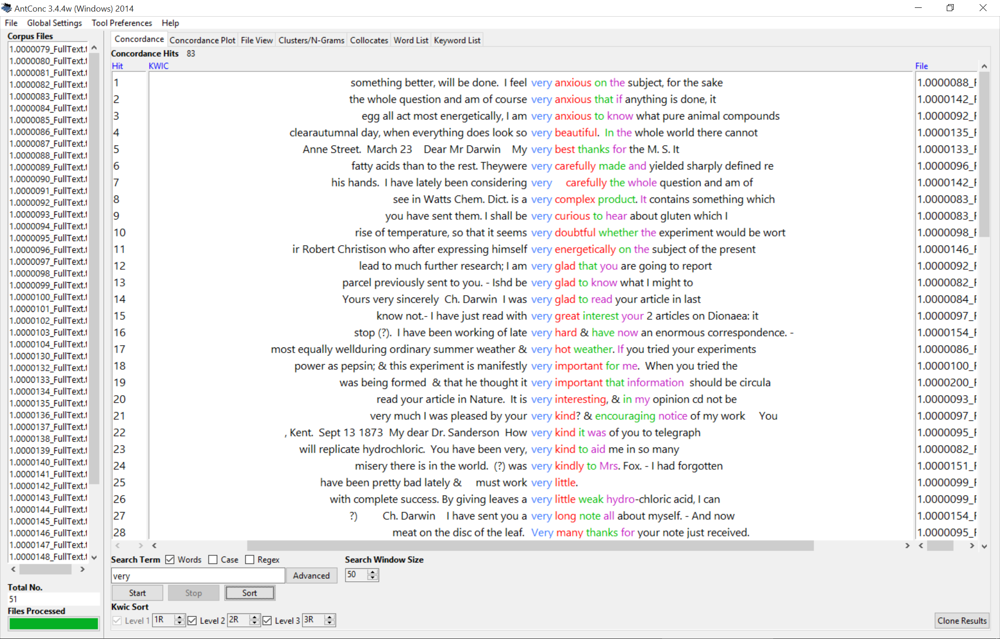 AntConc 3.4.4w (Windows) 2014
File Global Settings Tool Preferences Help
Corpus Files
1.0000079_FullText.t
1.0000080_FullText.t
1.0000081_FullText.t
1.0000082_FullText.t
1.0000083_FullText.t
1.0000084_FullText.t
1.0000085_FullText.t
1.0000086_FullText.t
1.0000087_FullText.t
1.0000088_FullText.t
1.0000089_FullText.t
1.0000090_FullText.t
1.0000091_FullText.t
1.0000092_FullText.t
1.0000093_FullText.t
1.0000094_FullText.t
1.0000095_FullText.t
1.0000096_FullText.t
1.0000097_FullText.t
1.0000098_FullText.t
1.0000099_FullText.t
1.0000100_FullText.t
1.0000101_FullText.t
1.0000102_FullText.t
1.0000103_FullText.t
1.0000104_FullText.t
1.0000130_FullText.t
1.0000132_FullText.t
1.0000133_FullText.t
1.0000134_FullText.t
1.0000135_FullText.t
1.0000136_FullText.t
1.0000137_FullText.t
1.0000138_FullText.t
1.0000139_FullText.t
1.0000140_FullText.t
1.0000141_FullText.t
1.0000142_FullText.t
1.0000143_FullText.t
1.0000144_FullText.t
1.0000145_FullText.t
1.0000146_FullText.t
1.0000147_FullText.t
1.0000148_FullText.t
Total No.
51
Files Processed
Concordance Concordance Plot File View Clusters/N-Grams Collocates Word List Keyword List
Concordance Hits 83
Hit KWIC File
1 something better, will be done. I feel very anxious on the subject, for the sake 1.0000088_F
2 the whole question and am of course very anxious that if anything is done, it 1.0000142_F
3 egg all act most energetically, I am very anxious to know what pure animal compounds 1.0000092_F
4 clearautumnal day, when everything does look so very beautiful. In the whole world there cannot 1.0000135_F
5 Anne Street. March 23 Dear Mr Darwin My very best thanks for the M. S. It 1.0000133_F
6 fatty acids than to the rest. Theywere very carefully made and yielded sharply defined re 1.0000096_F
7 his hands. I have lately been considering very carefully the whole question and am of 1.0000142_F
8 see in Watts Chem. Dict. is a very complex product. It contains something which 1.0000083_F
9 you have sent them. I shall be very curious to hear about gluten which I 1.0000083_F
10 rise of temperature, so that it seems very doubtful whether the experiment would be wort 1.0000098_F
11 ir Robert Christison who after expressing himself very energetically on the subject of the present 1.0000146_F
12 lead to much further research; I am very glad that you are going to report 1.0000092_F
13 parcel previously sent to you. - Ishd be very glad to know what I might to 1.0000082_F
14 Yours very sincerely Ch. Darwin I was very glad to read your article in last 1.0000084_F
15 know not.- I have just read with very great interest your 2 articles on Dionaea: it 1.0000097_F
16 stop (?). I have been working of late very hard & have now an enormous correspondence. - 1.0000154_F
17 most equally wellduring ordinary summer weather & very hot weather. If you tried your experiments 1.0000086_F
18 power as pepsin; & this experiment is manifestly very important for me. When you tried the 1.0000100_F
19 was being formed & that he thought it very important that information should be circula 1.0000200_F
20 read your article in Nature. It is very interesting, & in my opinion cd not be 1.0000093_F
21 very much I was pleased by your very kind? & encouraging notice of my work You 1.0000097_F
22 , Kent. Sept 13 1873 My dear Dr. Sanderson How very kind it was of you to telegraph 1.0000095_F
23 will replicate hydrochloric. You have been very, very kind to aid me in so many 1.0000082_F
24 misery there is in the world. (?) was very kindly to Mrs. Fox. - I had forgotten 1.0000151_F
25 have been pretty bad lately & must work very little. 1.0000099_F
26 with complete success. By giving leaves a very little weak hydro-chloric acid, I can 1.0000099_F
27 ?) Ch. Darwin I have sent you a very long note all about myself. - And now 1.0000154_F
28 meat on the disc of the leaf. Very many thanks for your note just received. 1.0000095_F
Search Term Words Case Regex Search Window Size
very Advanced 50
Start Stop Sort
Kwic Sort
Level 1 1R Level 2 2R Level 3 3R Clone Results